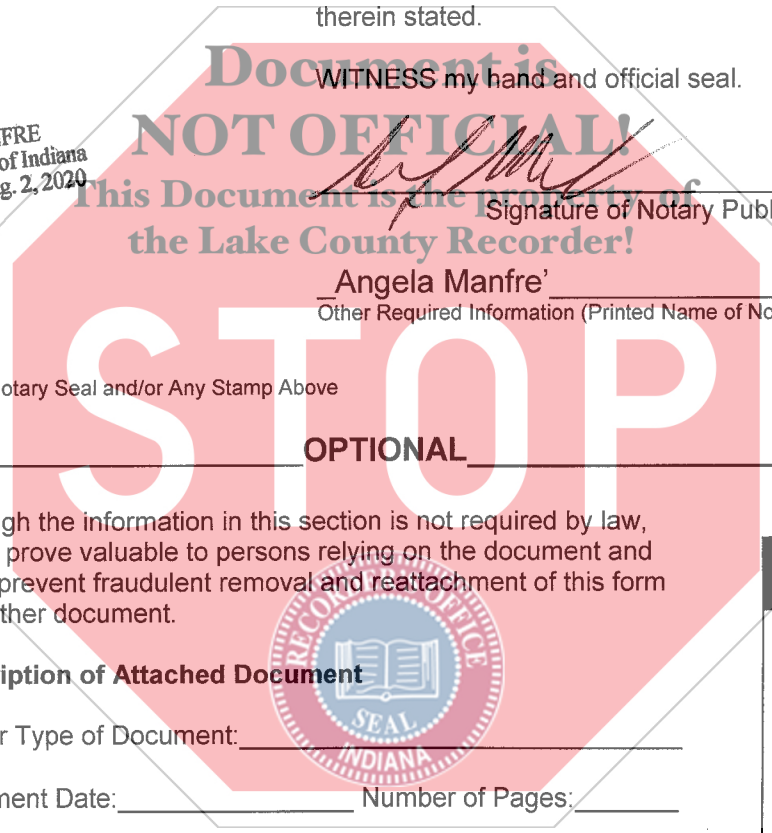 therein stated.
Document is
WITNESS my hand and official seal.
NOT OFFICIAL!
FRE
of Indiana
g. 2, 2020
This Document is the property of
Signature of Notary Publ
the Lake County Recorder!
_Angela Manfre’
Other Required Information (Printed Name of No
STOP
otary Seal and/or Any Stamp Above
OPTIONAL
gh the information in this section is not required by law,
prove valuable to persons relying on the document and
prevent fraudulent removal and reattachment of this form
ther document.
RECORDER'S OFFICE
iption of Attached Document
SEAL
r Type of Document:
INDIANA
ment Date: Number of Pages: